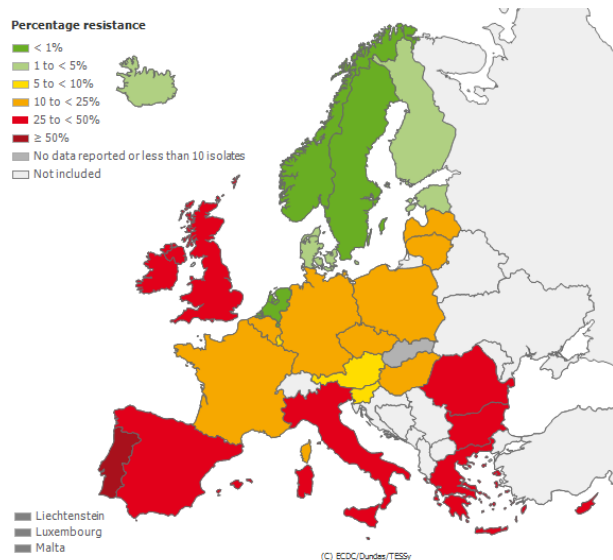 Percentage resistance
< 1%
1 to < 5%
5 to < 10%
10 to < 25%
25 to < 50%
≥ 50%
No data reported or less than 10 isolates
Not included
Liechtenstein
Luxembourg
Malta
(C) ECDC/Dundas/TESSy